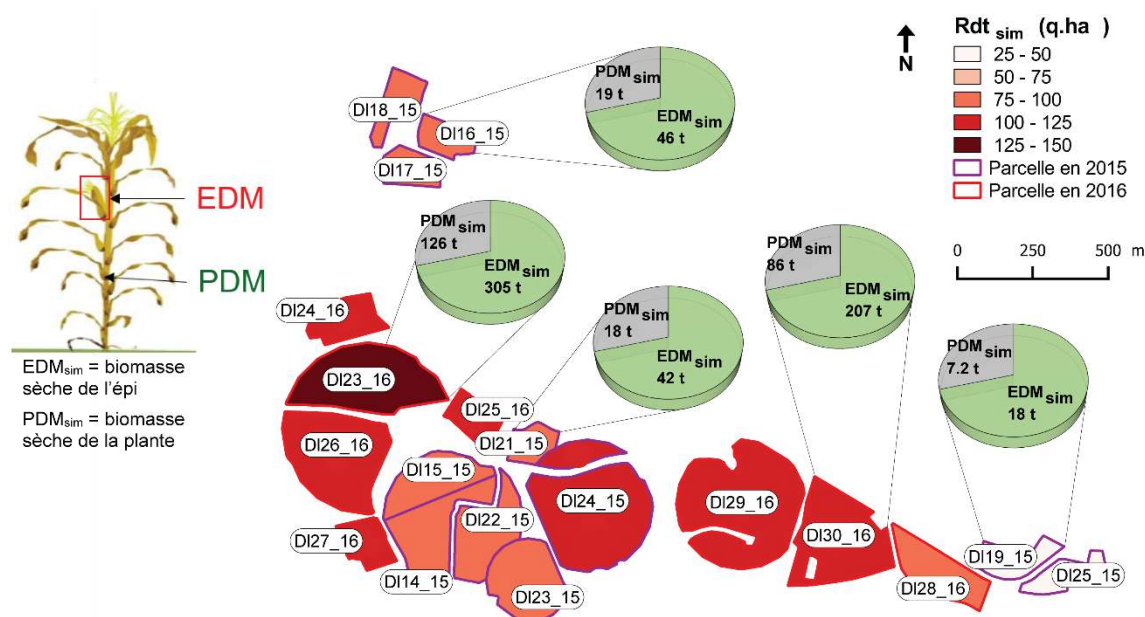 EDM
PDM
EDMsim = biomasse
sèche de l'épi
PDMsim = biomasse
sèche de la plante
PDMsim
19 t
EDMsim
46 t
DI18_15
DI16_15
DI17_15
N
Rdt sim (q.ha )
25 - 50
50 - 75
75 - 100
100 - 125
125 - 150
Parcelle en 2015
Parcelle en 2016
0 250 500 m
PDMsim
126 t
EDMsim
305 t
PDMsim
18 t
EDMsim
42 t
PDMsim
86 t
EDMsim
207 t
PDMsim
7.2 t
EDMsim
18 t
DI24_16
DI23_16
DI25_16
DI21_15
DI26_16
DI15_15
DI24_15
DI22_15
DI27_16
DI14_15
DI23_15
DI29_16
DI30_16
DI28_16
DI19_15
DI25_15